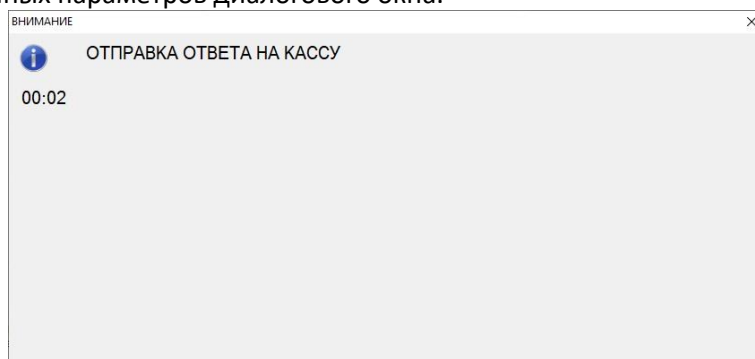 ных параметров диалогового окна.
ВНИМАНИЕ
ОТПРАВКА ОТВЕТА НА КАССУ
00:02